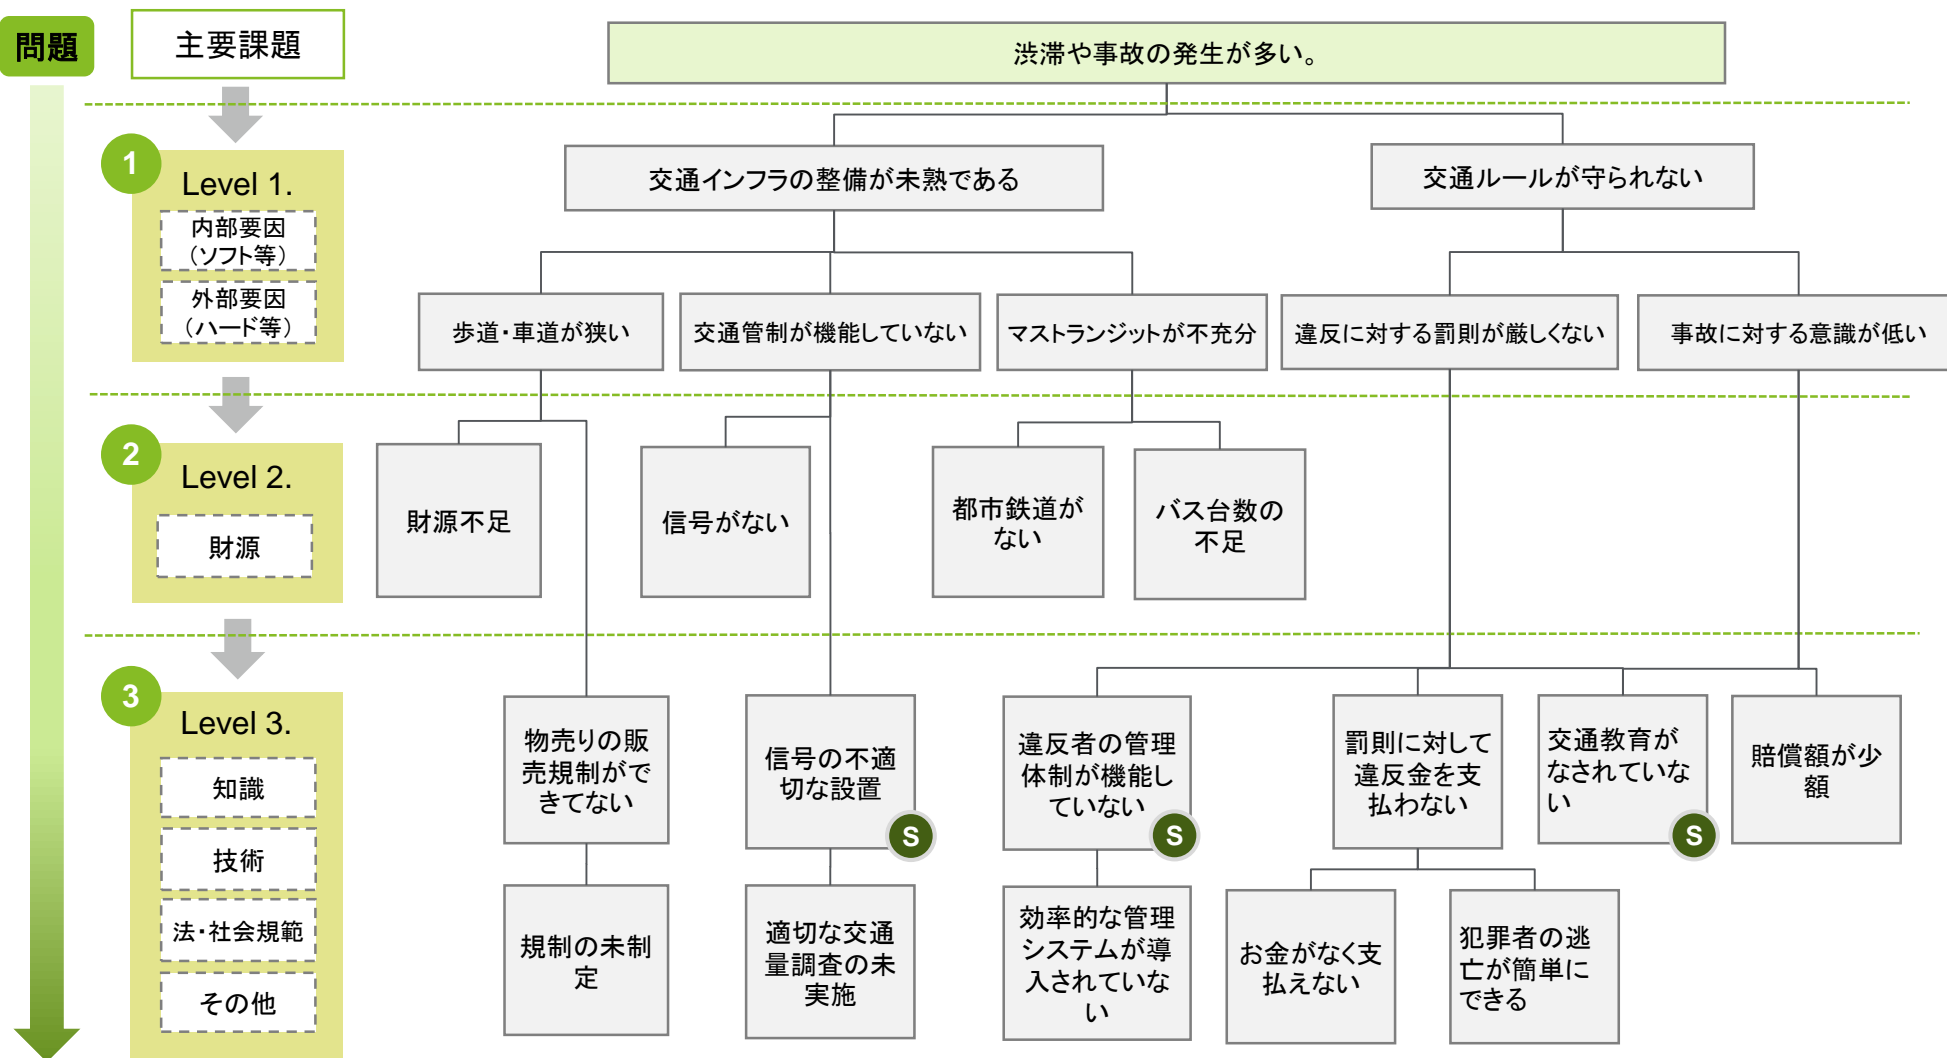 問題
主要課題
渋滞や事故の発生が多い。
1
Level 1.
内部要因
（ソフト等）
外部要因
（ハード等）
交通インフラの整備が未熟である
交通ルールが守られない
歩道・車道が狭い
交通管制が機能していない
マストランジットが不充分
違反に対する罰則が厳しくない
事故に対する意識が低い
2
Level 2.
財源
財源不足
信号がない
都市鉄道が
ない
バス台数の
不足
3
Level 3.
知識
技術
法・社会規範
その他
物売りの販
売規制がで
きてない
信号の不適
切な設置
S
違反者の管理
体制が機能し
ていない
S
罰則に対して
違反金を支
払わない
交通教育が
なされていな
い
S
賠償額が少
額
規制の未制
定
適切な交通
量調査の未
実施
効率的な管理
システムが導
入されていな
い
お金がなく支
払えない
犯罪者の逃
亡が簡単に
できる